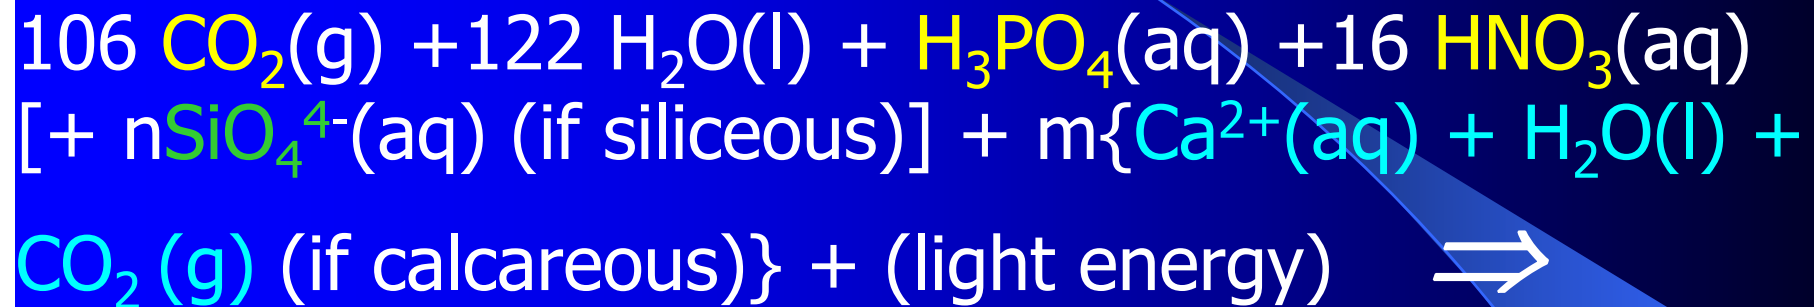 106 CO₂(g) +122 H₂O(l) + H₃PO₄(aq) +16 HNO₃(aq)
[+ nSiO₄⁴⁻(aq) (if siliceous)] + m{Ca²⁺(aq) + H₂O(l) +
CO₂ (g) (if calcareous)} + (light energy) ⇒